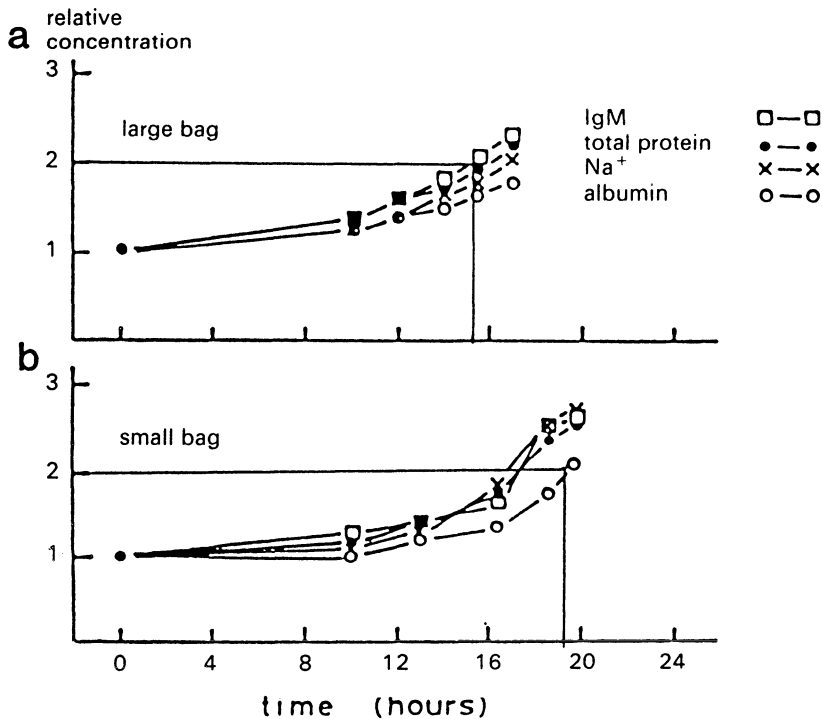 a
relative
concentration
3
large bag
2
1
IgM
total protein
Na+
albumin
b
3
small bag
2
1
0 4 8 12 16 20 24
time (hours)